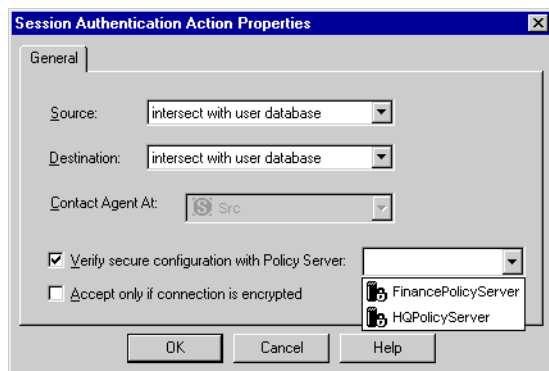 Session Authentication Action Properties
General
Source: intersect with user database
Destination: intersect with user database
Contact Agent At: Src
Verify secure configuration with Policy Server:
Accept only if connection is encrypted
FinancePolicyServer
HQPolicyServer
OK Cancel Help